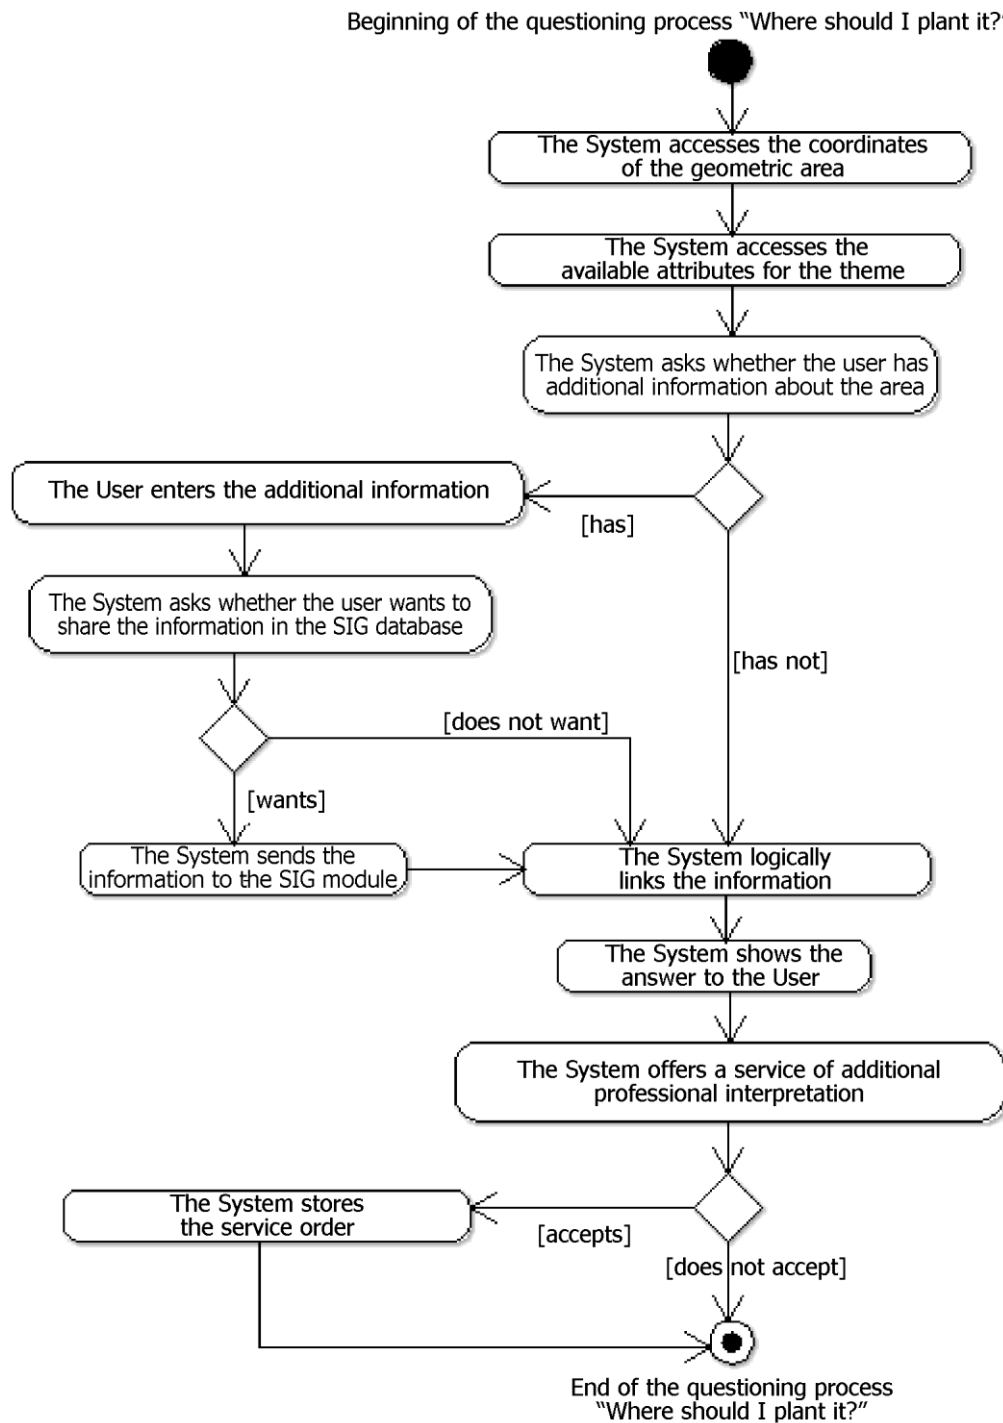 Beginning of the questioning process “Where should I plant it?”
The System accesses the coordinates
of the geometric area
The System accesses the
available attributes for the theme
The System asks whether the user has
additional information about the area
The User enters the additional information
[has]
The System asks whether the user wants to
share the information in the SIG database
[has not]
[does not want]
[wants]
The System sends the
information to the SIG module
The System logically
links the information
The System shows the
answer to the User
The System offers a service of additional
professional interpretation
The System stores
the service order
[accepts]
[does not accept]
End of the questioning process
“Where should I plant it?”